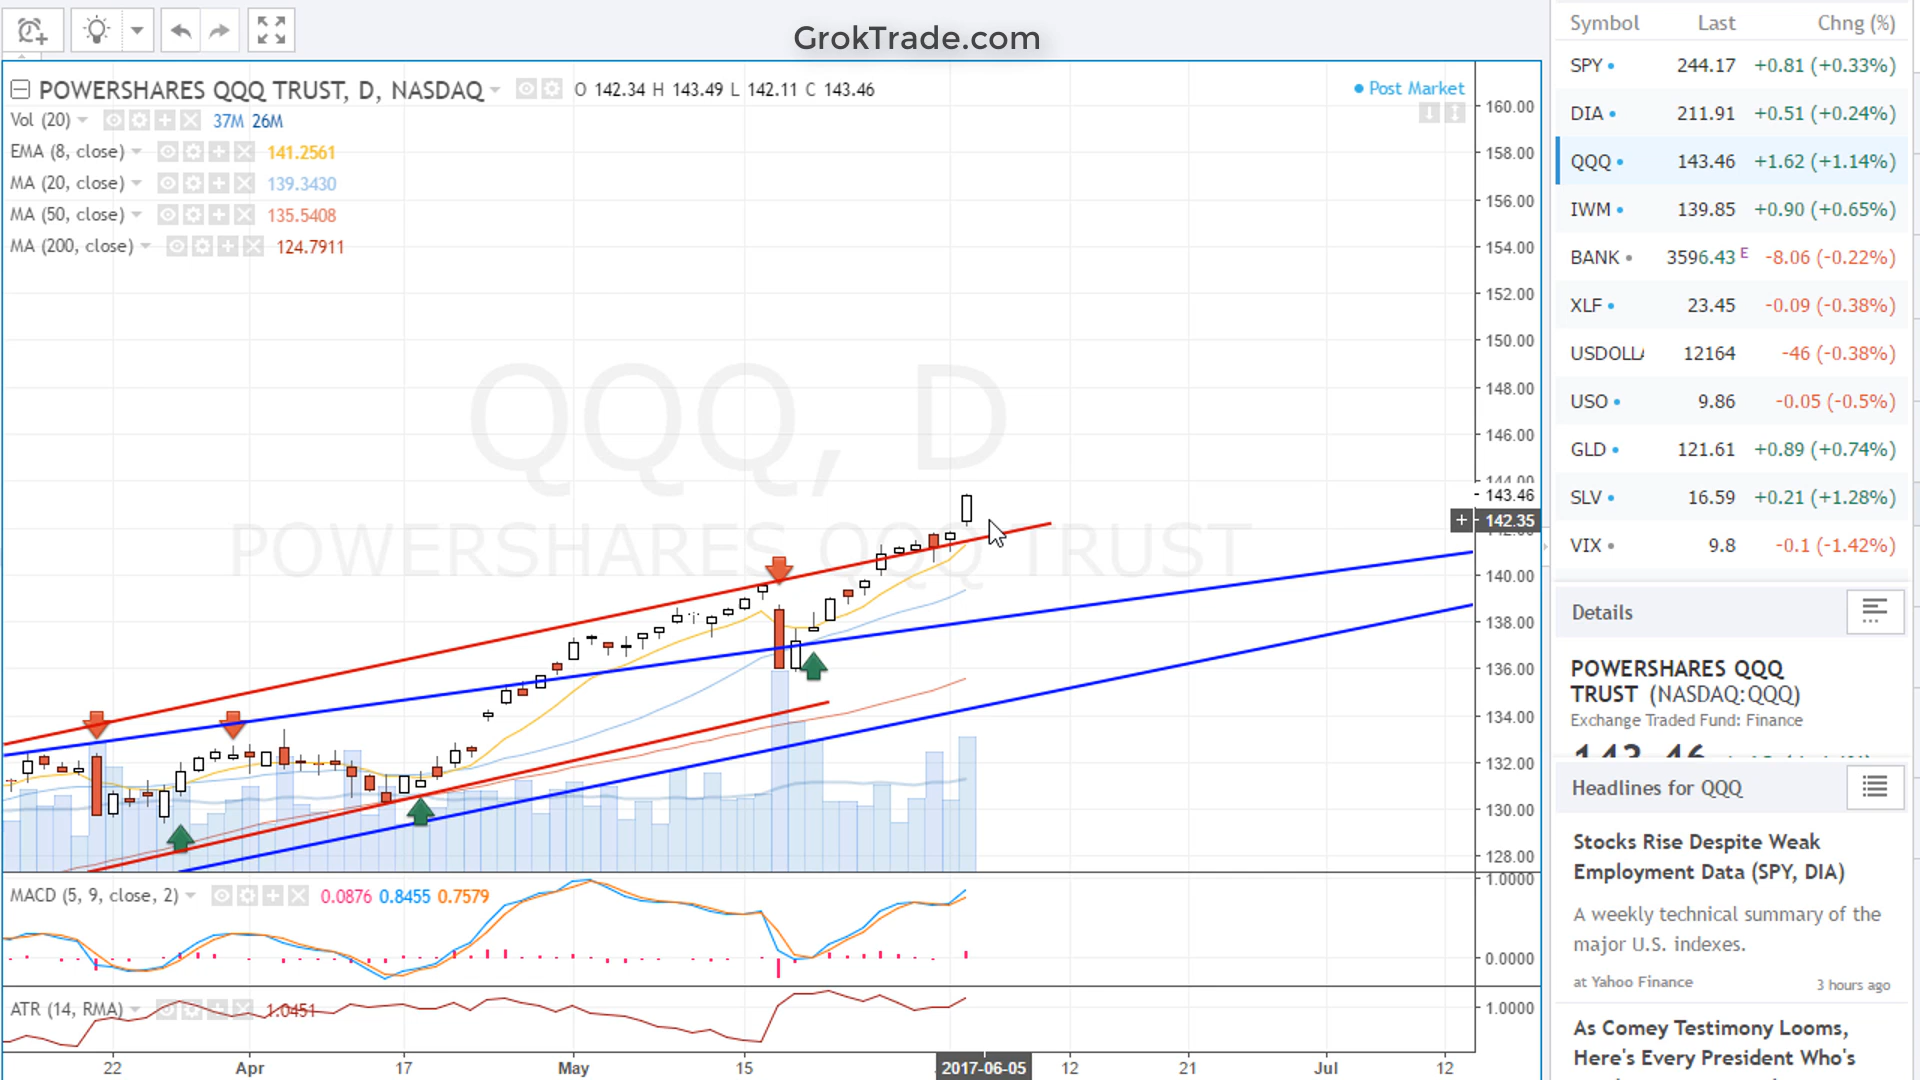 GrokTrade.com
POWERSHARES QQQ TRUST, D, NASDAQ
O 142.34 H 143.49 L 142.11 C 143.46
Post Market
Vol (20) 37M 26M
EMA (8, close) 141.2561
MA (20, close) 139.3430
MA (50, close) 135.5408
MA (200, close) 124.7911
QQQ, D
POWERSHARES QQQ TRUST
160.00
158.00
156.00
154.00
152.00
150.00
148.00
146.00
144.00
143.46
142.35
140.00
138.00
136.00
134.00
132.00
130.00
128.00
MACD (5, 9, close, 2) 0.0876 0.8455 0.7579
1.0000
0.0000
ATR (14, RMA) 1.0451
1.0000
22 Apr 17 May 15 2017-06-05 12 21 Jul 12
Symbol Last Chng (%)
SPY 244.17 +0.81 (+0.33%)
DIA 211.91 +0.51 (+0.24%)
QQQ 143.46 +1.62 (+1.14%)
IWM 139.85 +0.90 (+0.65%)
BANK 3596.43 E -8.06 (-0.22%)
XLF 23.45 -0.09 (-0.38%)
USDOLLA 12164 -46 (-0.38%)
USO 9.86 -0.05 (-0.5%)
GLD 121.61 +0.89 (+0.74%)
SLV 16.59 +0.21 (+1.28%)
VIX 9.8 -0.1 (-1.42%)
Details
POWERSHARES QQQ
TRUST (NASDAQ:QQQ)
Exchange Traded Fund: Finance
143.46
Headlines for QQQ
Stocks Rise Despite Weak
Employment Data (SPY, DIA)
A weekly technical summary of the
major U.S. indexes.
at Yahoo Finance 3 hours ago
As Comey Testimony Looms,
Here's Every President Who's